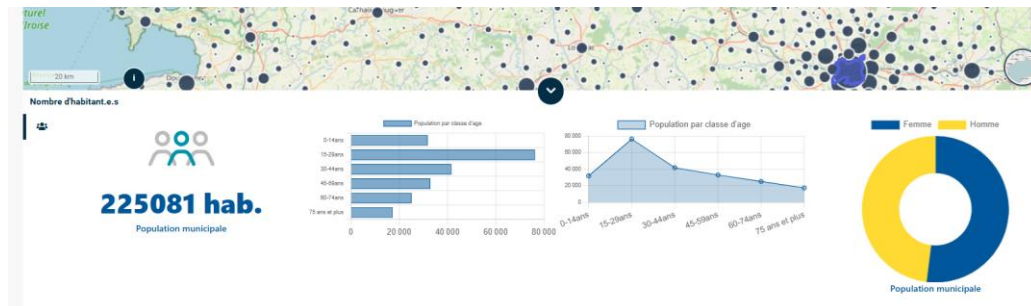 turel
Iroise
20 km
i
Nombre d'habitant.e.s
225081 hab.
Population municipale
Population par classe d'age
0-14ans
15-29ans
30-44ans
45-59ans
60-74ans
75 ans et plus
0
20 000
40 000
60 000
80 000
Population par classe d'age
80 000
60 000
40 000
20 000
0
0-14ans
15-29ans
30-44ans
45-59ans
60-74ans
75 ans et plus
Femme
Homme
Population municipale